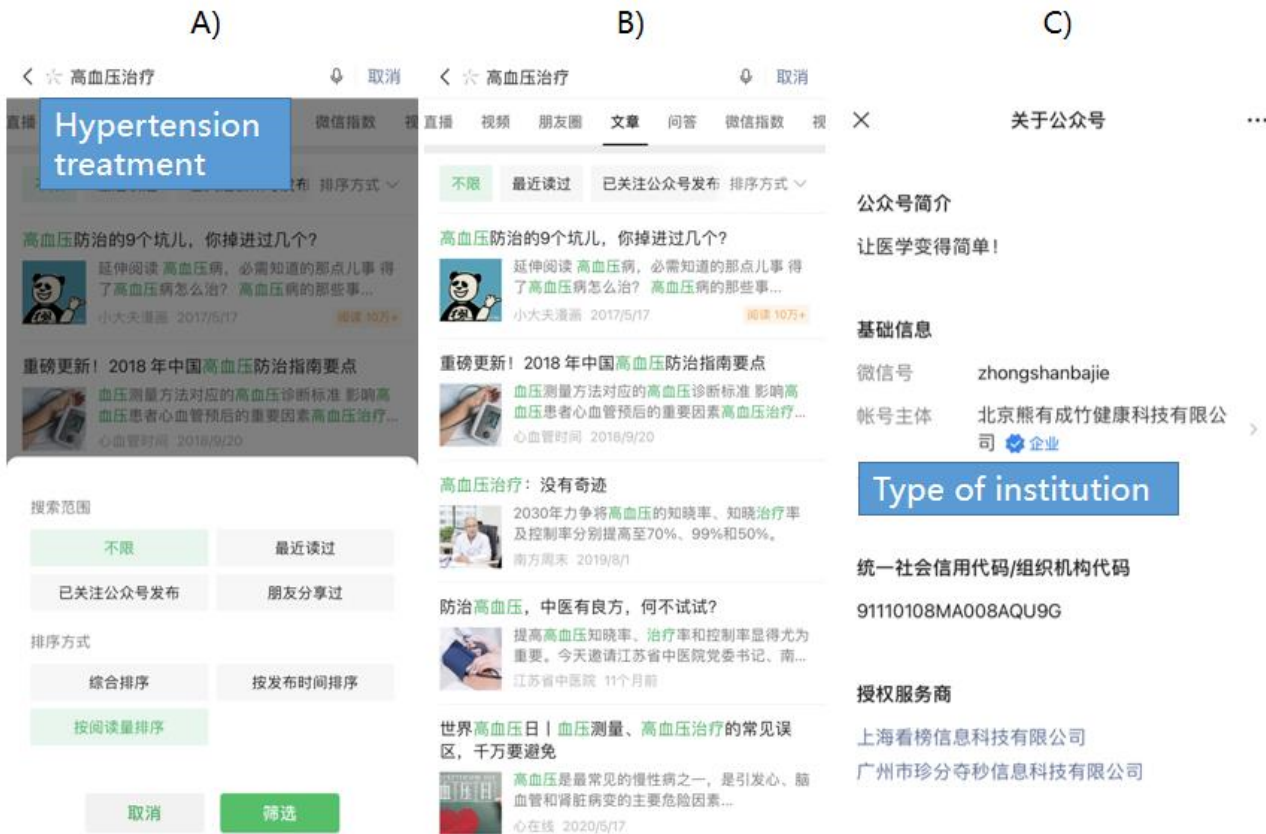 A)
B)
C)
高血压治疗
取消
直播
Hypertension
treatment
微信指数
视
发布
排序方式
高血压防治的9个坑儿，你掉进过几个？
延伸阅读 高血压病，必需知道的那点儿事 得
了高血压病怎么治？ 高血压病的那些事...
小大夫漫画 2017/5/17
阅读 10万+
重磅更新！2018 年中国高血压防治指南要点
血压测量方法对应的高血压诊断标准 影响高
血压患者心血管预后的重要因素高血压治疗...
心血管时间 2018/9/20
搜索范围
不限
最近读过
已关注公众号发布
朋友分享过
排序方式
综合排序
按发布时间排序
按阅读量排序
取消
筛选
高血压治疗
取消
直播 视频 朋友圈 文章 问答 微信指数 视
不限 最近读过 已关注公众号发布 排序方式
高血压防治的9个坑儿，你掉进过几个？
延伸阅读 高血压病，必需知道的那点儿事 得
了高血压病怎么治？ 高血压病的那些事...
小大夫漫画 2017/5/17
阅读 10万+
重磅更新！2018 年中国高血压防治指南要点
血压测量方法对应的高血压诊断标准 影响高
血压患者心血管预后的重要因素高血压治疗...
心血管时间 2018/9/20
高血压治疗：没有奇迹
2030年力争将高血压的知晓率、知晓治疗率
及控制率分别提高至70%、99%和50%。
南方周末 2019/8/1
防治高血压，中医有良方，何不试试？
提高高血压知晓率、治疗率和控制率显得尤为
重要。今天邀请江苏省中医院党委书记、南...
江苏省中医院 11个月前
世界高血压日丨血压测量、高血压治疗的常见误
区，千万要避免
高血压是最常见的慢性病之一，是引发心、脑
血管和肾脏病变的主要危险因素...
心在线 2020/5/17
关于公众号
公众号简介
让医学变得简单！
基础信息
微信号 zhongshanbajie
帐号主体 北京熊有成竹健康科技有限公
司 企业
Type of institution
统一社会信用代码/组织机构代码
91110108MA008AQU9G
授权服务商
上海看榜信息科技有限公司
广州市珍分夺秒信息科技有限公司